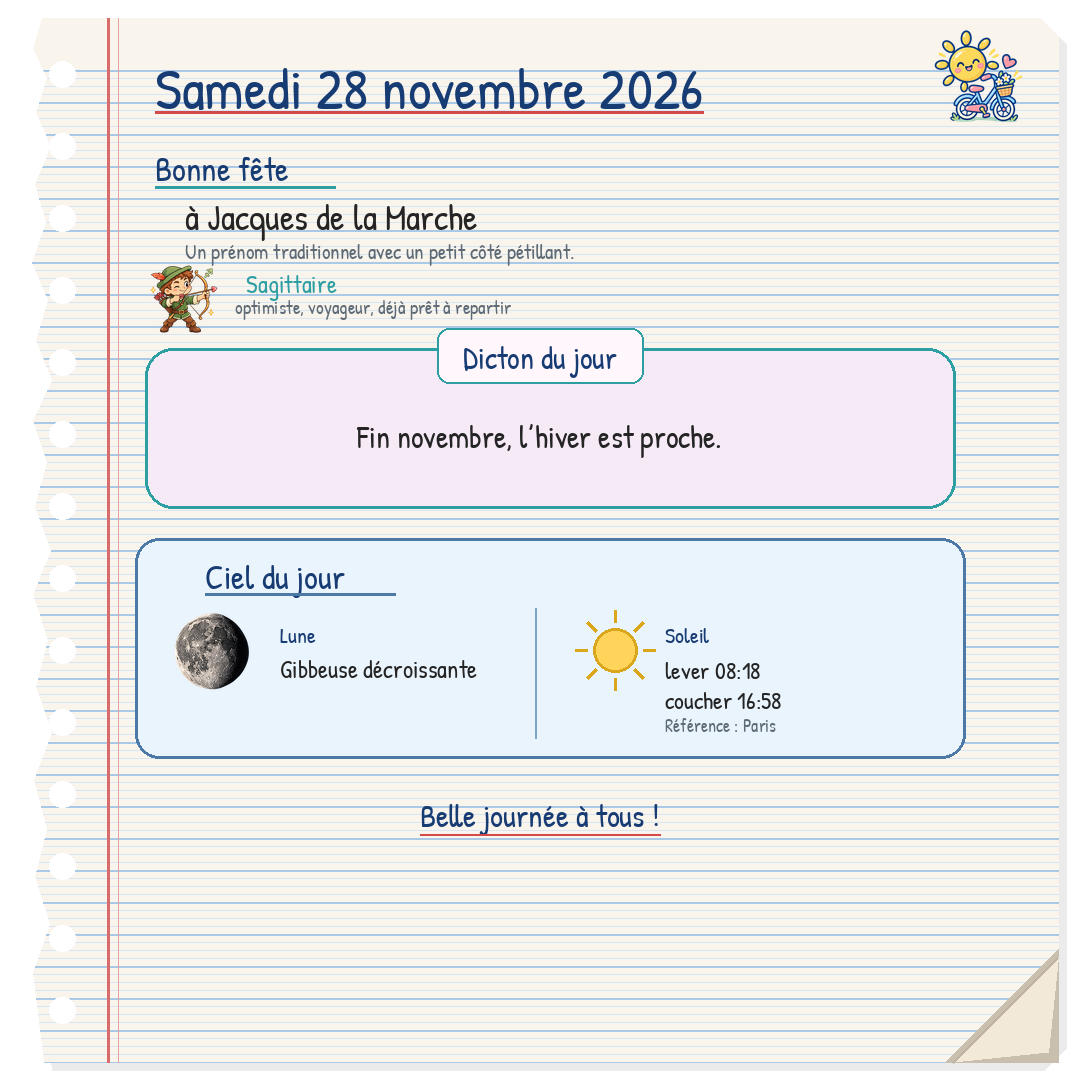 Samedi 28 novembre 2026
Bonne fête
à Jacques de la Marche
Un prénom traditionnel avec un petit côté pétillant.
Sagittaire
optimiste, voyageur, déjà prêt à repartir
Dicton du jour
Fin novembre, l'hiver est proche.
Ciel du jour
Lune
Gibbeuse décroissante
Soleil
lever 08:18
coucher 16:58
Référence : Paris
Belle journée à tous !